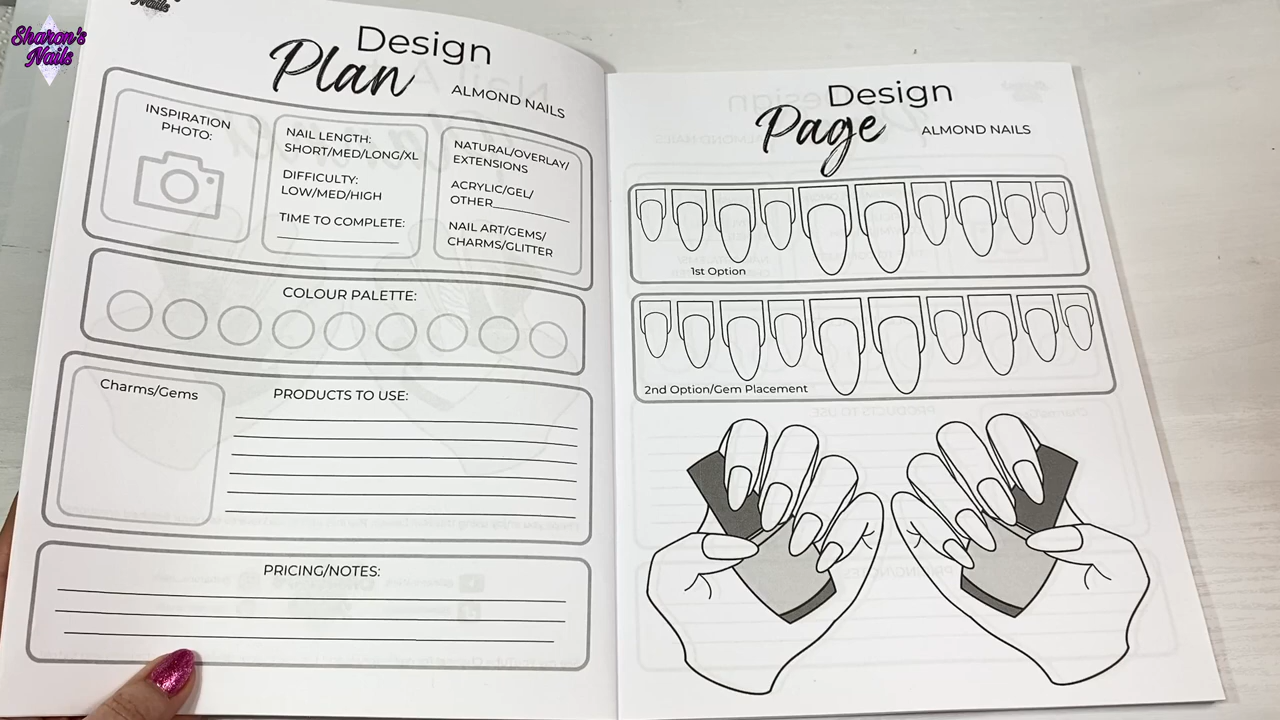 Sharon's
Nails
Nails
Design
Plan
ALMOND NAILS
INSPIRATION
PHOTO:
NAIL LENGTH:
SHORT/MED/LONG/XL
DIFFICULTY:
LOW/MED/HIGH
TIME TO COMPLETE:
NATURAL/OVERLAY/
EXTENSIONS
ACRYLIC/GEL/
OTHER
NAIL ART/GEMS/
CHARMS/GLITTER
COLOUR PALETTE:
Charms/Gems
PRODUCTS TO USE:
PRICING/NOTES:
Design
Page
ALMOND NAILS
1st Option
2nd Option/Gem Placement